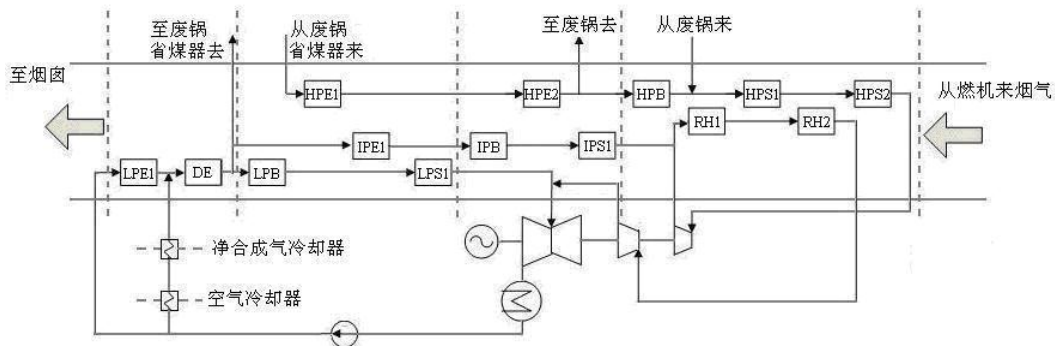 至废锅
省煤器去
从废锅
省煤器来
至废锅去
从废锅来
至烟囱
从燃机来烟气
HPE1
HPE2
HPB
HPS1
HPS2
RH1
RH2
IPE1
IPB
IPS1
LPE1
DE
LPB
LPS1
净合成气冷却器
空气冷却器